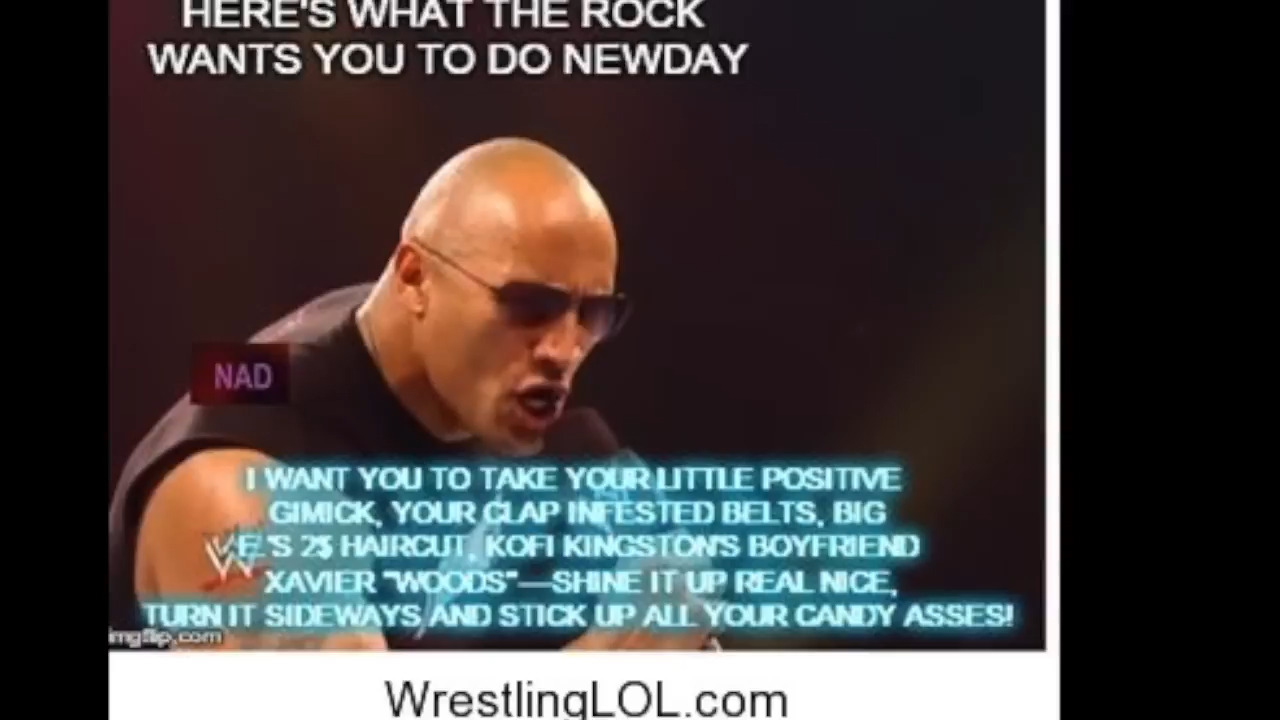 HERE'S WHAT THE ROCK
WANTS YOU TO DO NEWDAY
NAD
I WANT YOU TO TAKE YOUR LITTLE POSITIVE
GIMICK, YOUR CLAP INFESTED BELTS, BIG
E.'S 2$ HAIRCUT, KOFI KINGSTON'S BOYFRIEND
XAVIER "WOODS"—SHINE IT UP REAL NICE,
TURN IT SIDEWAYS AND STICK UP ALL YOUR CANDY ASSES!
imgflip.com
WrestlingLOL.com